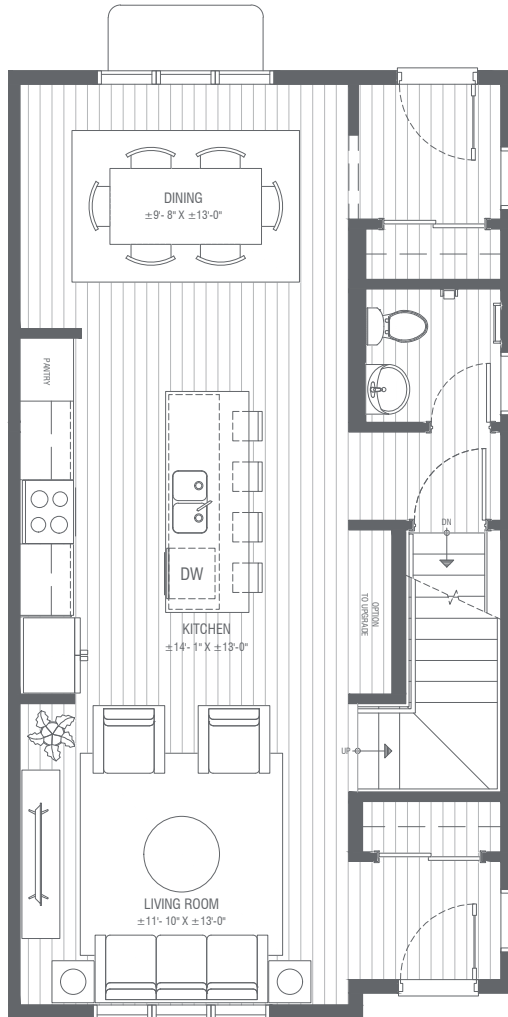 DINING
±9'- 8" X ±13'-0"
PANTRY
DW
DN
KITCHEN
±14'- 1" X ±13'-0"
OPTION
TO UPGRADE
UP
LIVING ROOM
±11'- 10" X ±13'-0"